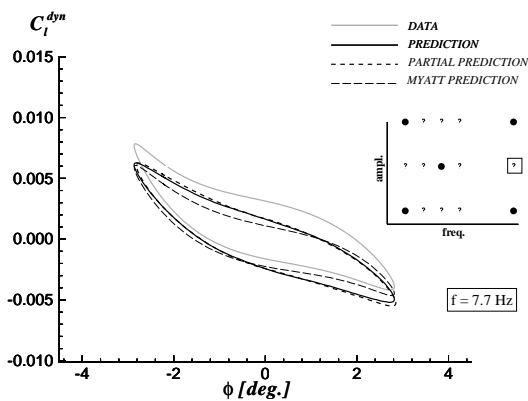 C_l^dyn
DATA
PREDICTION
PARTIAL PREDICTION
MYATT PREDICTION
0.015
0.010
0.005
0.000
-0.005
-0.010
-4
-2
0
2
4
ϕ [deg.]
ampl.
? ? ?
? ? ?
?
? ? ?
freq.
f = 7.7 Hz